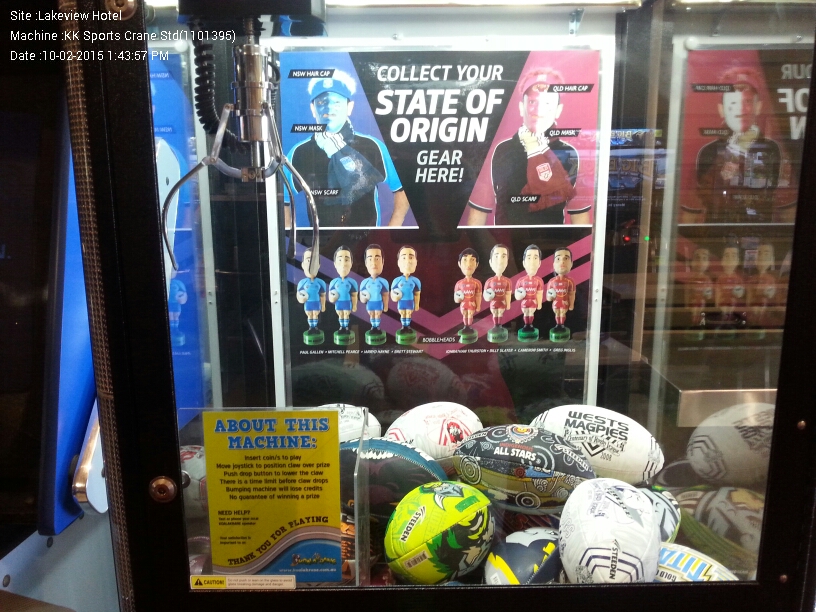 Site :Lakeview Hotel
Machine :KK Sports Crane Std(1101395)
Date :10-02-2015 1:43:57 PM
COLLECT YOUR
STATE OF
ORIGIN
GEAR
HERE!
NSW HAIR CAP
NSW MASK
NSW SCARF
QLD HAIR CAP
QLD MASK
QLD SCARF
BOBBLEHEADS
PAUL GALLEN • MITCHELL PEARCE • JARRYD HAYNE • BRETT STEWART
JOHNATHAN THURSTON • BILLY SLATER • CAMERON SMITH • GREG INGLIS
ABOUT THIS
MACHINE:
Insert coin/s to play
Move joystick to position claw over prize
Push drop button to lower the claw
There is a time limit before claw drops
Bumping machine will lose credits
No guarantee of winning a prize
NEED HELP?
THANK YOU FOR PLAYING
CAUTION!
WESTS
MAGPIES
ALL STARS
STEEDEN
STEEDEN
TITANS